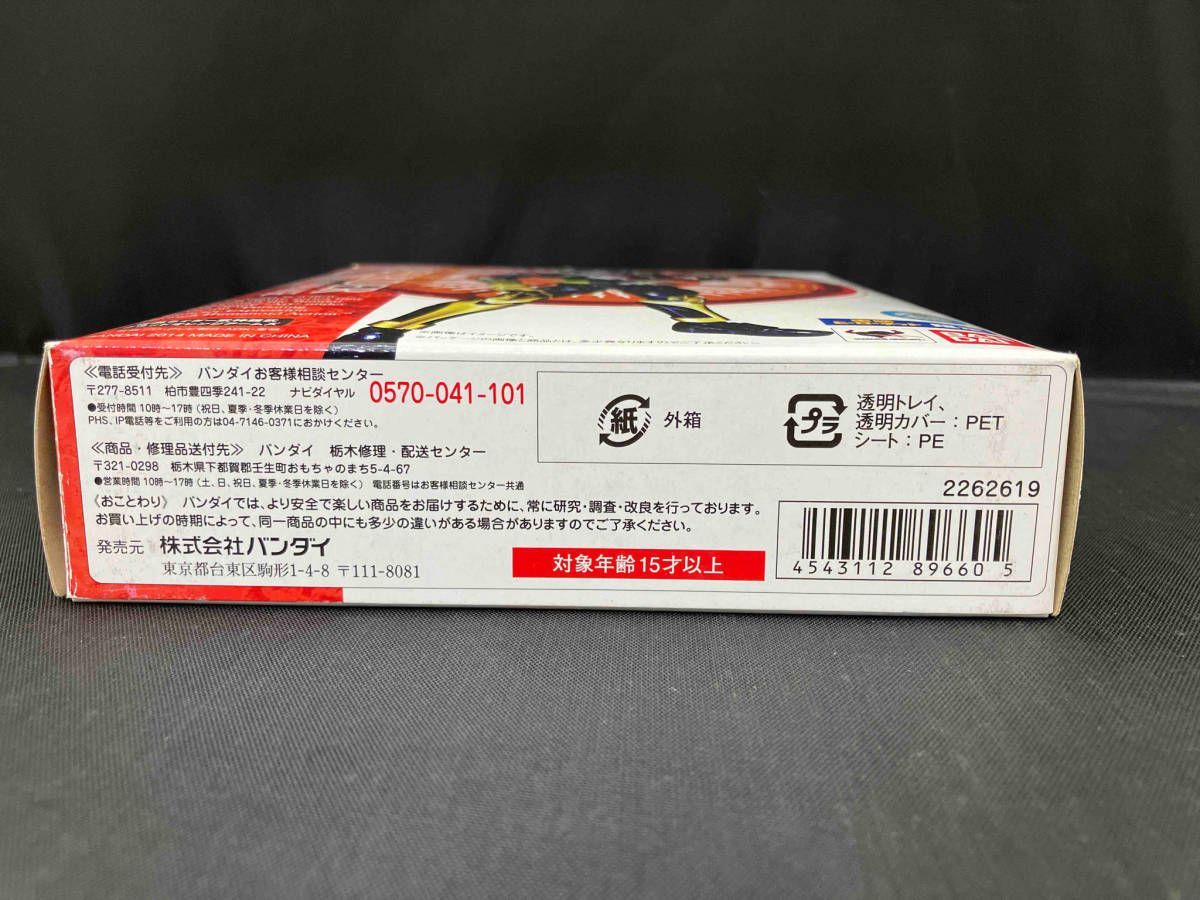 MADE IN CHINA
※画像はイメージです。
≪電話受付先≫ バンダイお客様相談センター
〒277-8511 柏市豊四季241-22 ナビダイヤル 0570-041-101
●受付時間 10時〜17時(祝日、夏季・冬季休業日を除く)
PHS、IP電話等をご利用の方は04-7146-0371におかけください。
≪商品・修理品送付先≫ バンダイ 栃木修理・配送センター
〒321-0298 栃木県下都賀郡壬生町おもちゃのまち5-4-67
●営業時間 10時〜17時(土、日、祝日、夏季・冬季休業日を除く) 電話番号はお客様相談センター共通
《おことわり》 バンダイでは、より安全で楽しい商品をお届けするために、常に研究・調査・改良を行っております。
お買い上げの時期によって、同一商品の中にも多少の違いがある場合がありますのでご了承ください。
発売元 株式会社バンダイ
東京都台東区駒形1-4-8 〒111-8081
紙 外箱
プラ
透明トレイ、
透明カバー:PET
シート:PE
2262619
対象年齢15才以上
4543112 896605